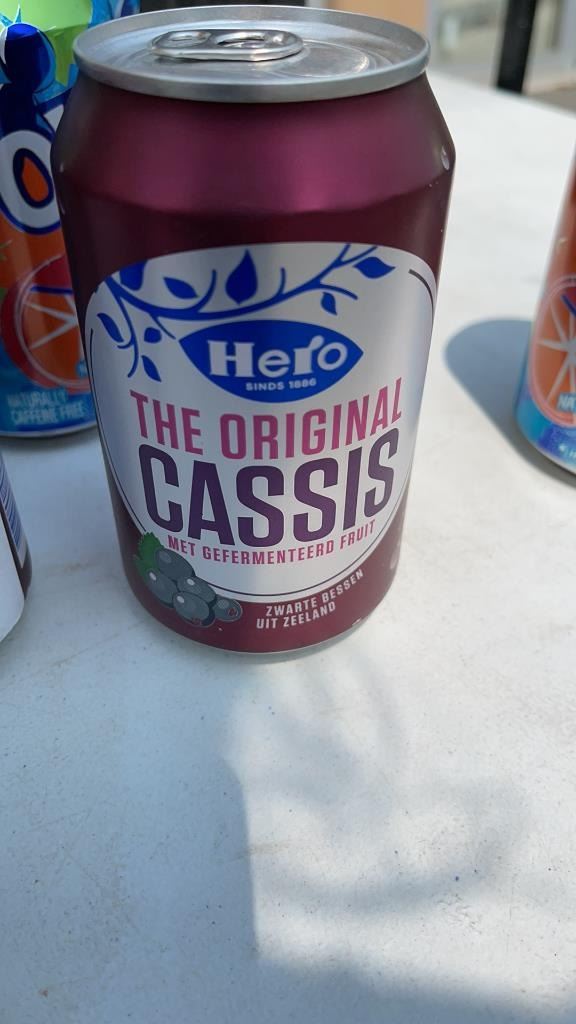 Hero
SINDS 1886
THE ORIGINAL
CASSIS
MET GEFERMENTEERD FRUIT
ZWARTE BESSEN
UIT ZEELAND
NATURALLY
CAFFEINE FREE